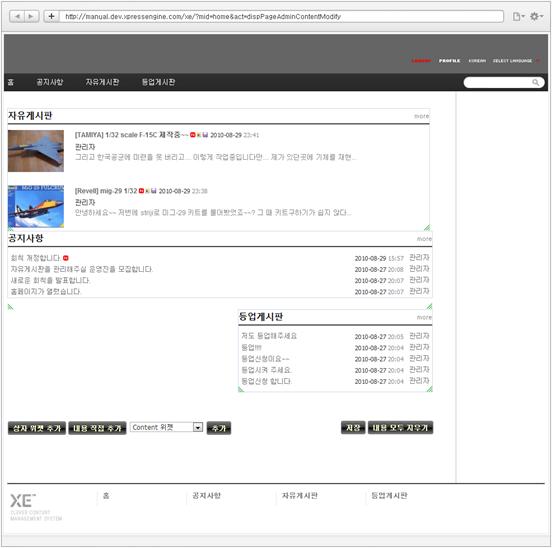 http://manual.dev.xpressengine.com/xe/?mid=home&act=dispPageAdminContentModify
LOGOUT PROFILE KOREAN SELECT LANGUAGE
홈 공지사항 자유게시판 등업게시판
자유게시판 more
[TAMIYA] 1/32 scale F-15C 제작중~~ 2010-08-29 23:41
관리자
그리고 한국공군에 미련을 못 버리고... 이렇게 작업중입니다만... 제가 있던곳에 기체를 재현...
[Revell] mig-29 1/32 2010-08-29 23:38
관리자
안녕하세요~~ 저번에 striji로 미그-29 키트를 물어봤었죠~~? 그 때 키트구하기가 쉽지 않다...
공지사항 more
회칙 개정합니다. 2010-08-29 15:57 관리자
자유게시판을 관리해주실 운영진을 모집합니다. 2010-08-27 20:08 관리자
새로운 회칙을 발표합니다. 2010-08-27 20:07 관리자
홈페이지가 열렸습니다. 2010-08-27 20:07 관리자
등업게시판 more
저도 등업해주세요 2010-08-27 20:05 관리자
등업!!!! 2010-08-27 20:04 관리자
등업신청이요~~ 2010-08-27 20:04 관리자
등업시켜 주세요. 2010-08-27 20:04 관리자
등업신청 합니다. 2010-08-27 20:04 관리자
상자 위젯 추가 내용 직접 추가 Content 위젯 추가 저장 내용 모두 지우기
XE 홈 공지사항 자유게시판 등업게시판
CLEVER CONTENT
MANAGEMENT SYSTEM